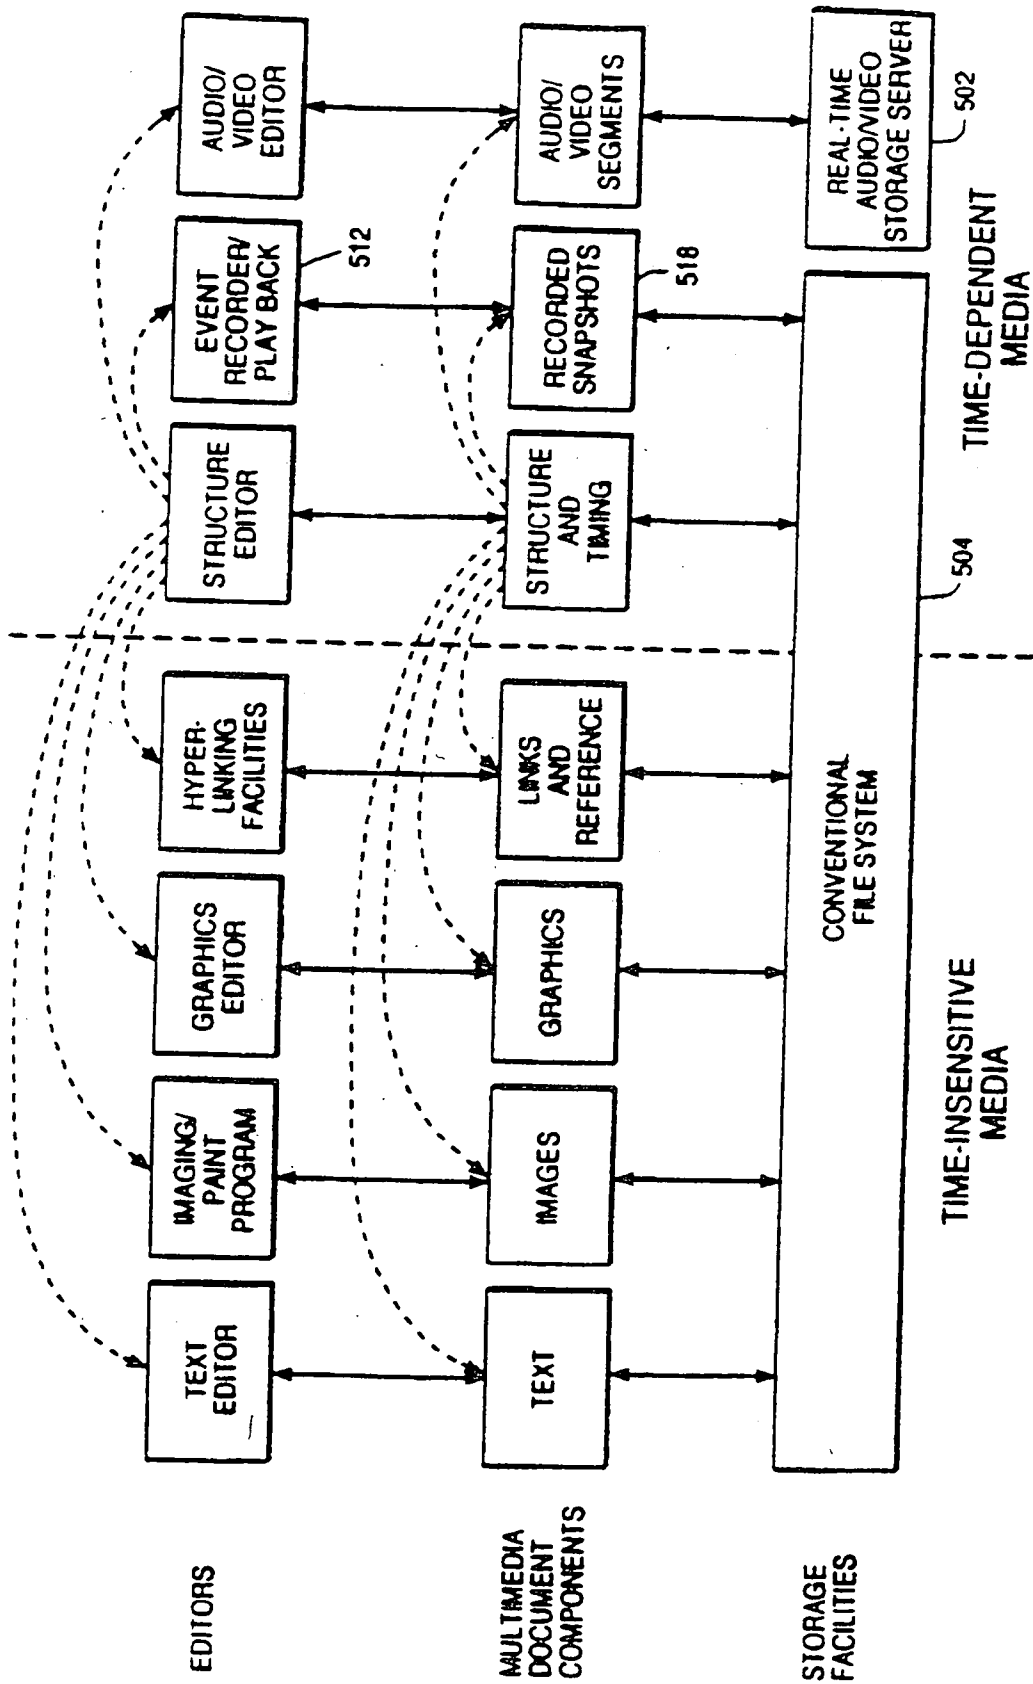 EDITORS
TEXT
EDITOR
IMAGING/
PAINT
PROGRAM
GRAPHICS
EDITOR
HYPER-
LINKING
FACILITIES
STRUCTURE
EDITOR
EVENT
RECORDER/
PLAY BACK
512
AUDIO/
VIDEO
EDITOR
MULTIMEDIA
DOCUMENT
COMPONENTS
TEXT
IMAGES
GRAPHICS
LINKS
AND
REFERENCE
STRUCTURE
AND
TIMING
RECORDED
SNAPSHOTS
518
AUDIO/
VIDEO
SEGMENTS
STORAGE
FACILITIES
CONVENTIONAL
FILE SYSTEM
504
REAL-TIME
AUDIO/VIDEO
STORAGE SERVER
502
TIME-INSENSITIVE
MEDIA
TIME-DEPENDENT
MEDIA